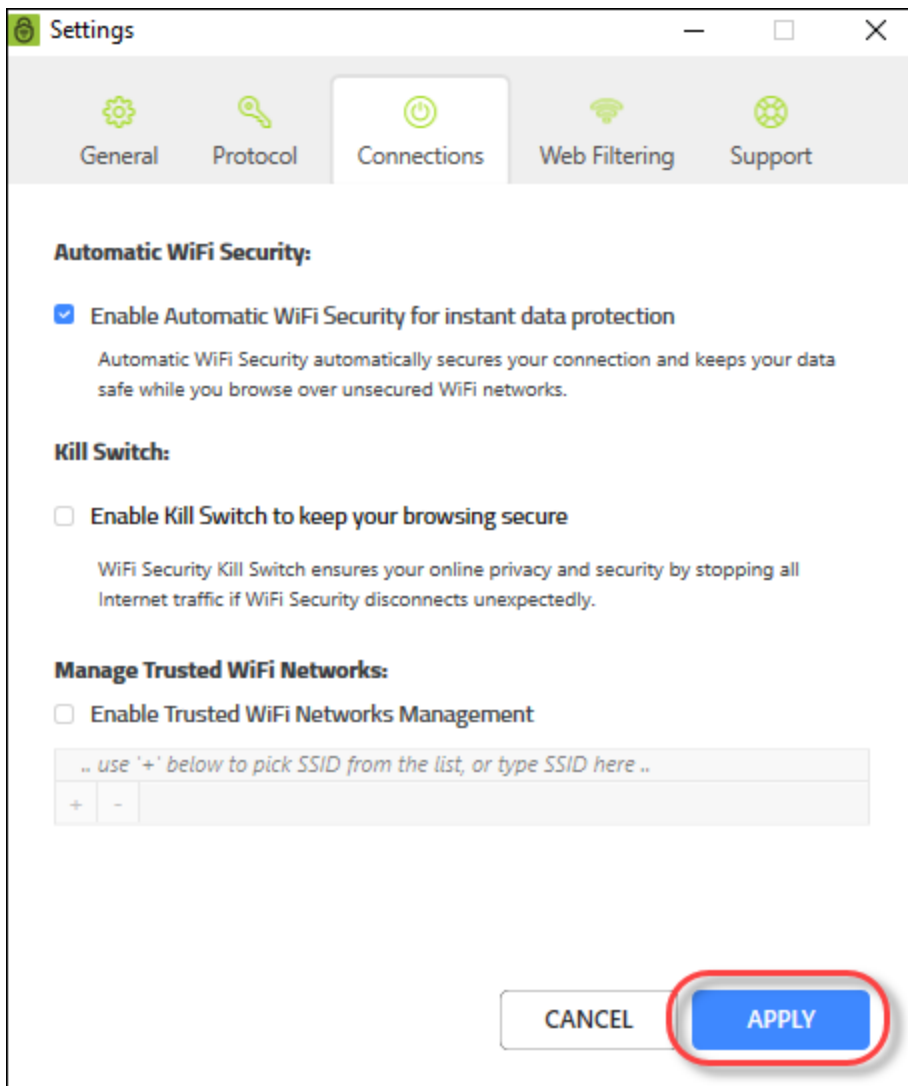 Settings
General Protocol Connections Web Filtering Support
Automatic WiFi Security:
Enable Automatic WiFi Security for instant data protection
Automatic WiFi Security automatically secures your connection and keeps your data
safe while you browse over unsecured WiFi networks.
Kill Switch:
Enable Kill Switch to keep your browsing secure
WiFi Security Kill Switch ensures your online privacy and security by stopping all
Internet traffic if WiFi Security disconnects unexpectedly.
Manage Trusted WiFi Networks:
Enable Trusted WiFi Networks Management
.. use '+' below to pick SSID from the list, or type SSID here ..
+ -
CANCEL APPLY